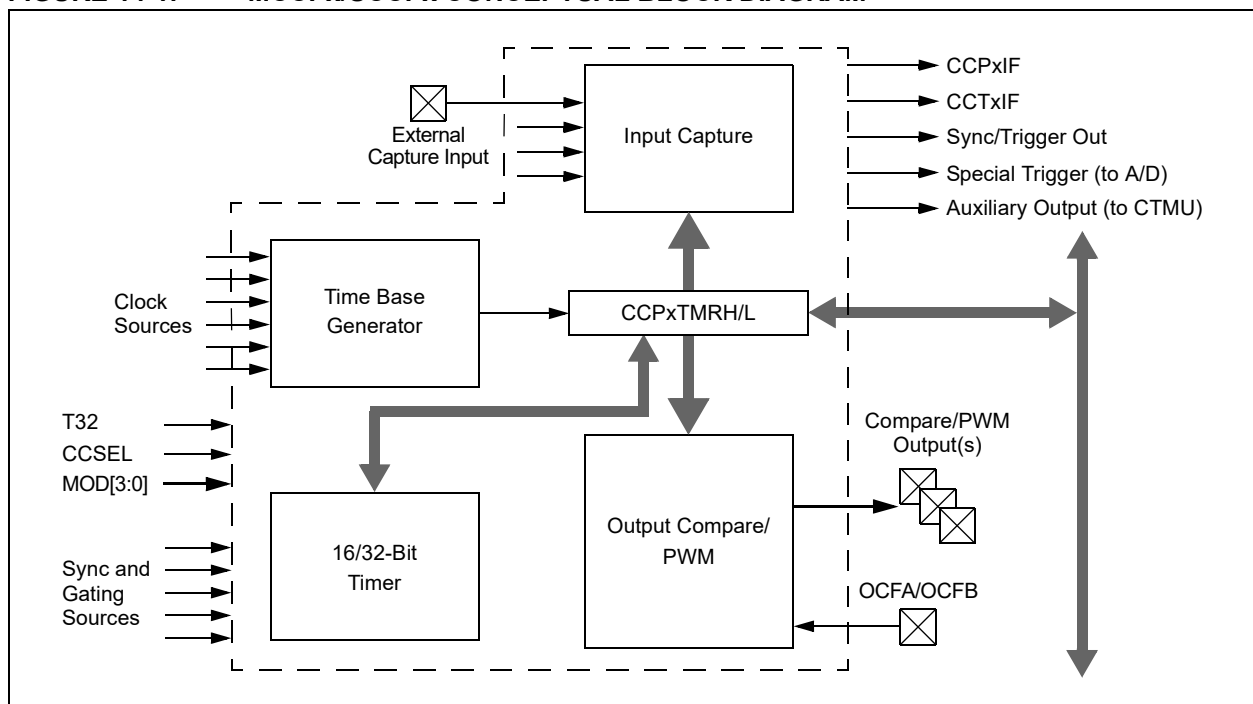 CCPxIF
CCTxIF
Sync/Trigger Out
Special Trigger (to A/D)
Auxiliary Output (to CTMU)
Input Capture
External
Capture Input
Time Base
Generator
Clock
Sources
CCPxTMRH/L
T32
CCSEL
MOD[3:0]
Compare/PWM
Output(s)
16/32-Bit
Timer
Output Compare/
PWM
Sync and
Gating
Sources
OCFA/OCFB